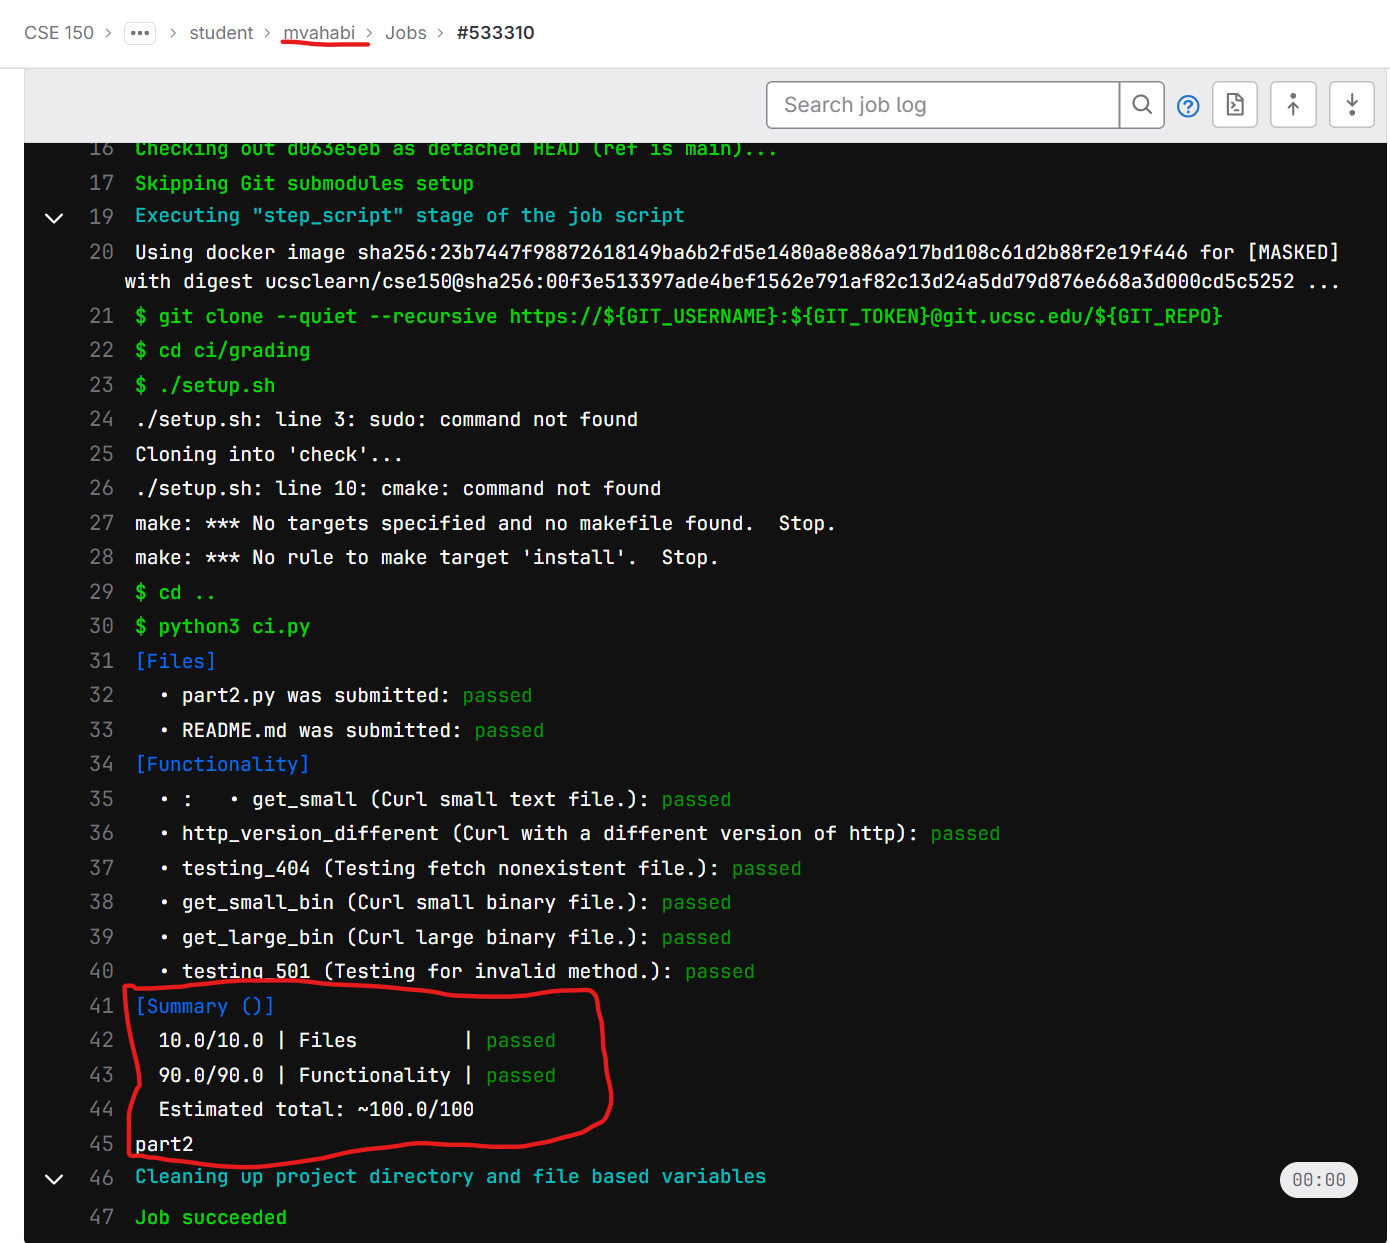 CSE 150 > ... > student > mvahabi > Jobs > #533310
Search job log
16 Checking out d063e5eb as detached HEAD (ref is main)...
17 Skipping Git submodules setup
19 Executing "step_script" stage of the job script
20 Using docker image sha256:23b7447f98872618149ba6b2fd5e1480a8e886a917bd108c61d2b88f2e19f446 for [MASKED]
with digest ucsclearn/cse150@sha256:00f3e513397ade4bef1562e791af82c13d24a5dd79d876e668a3d000cd5c5252 ...
21 $ git clone --quiet --recursive https://${GIT_USERNAME}:${GIT_TOKEN}@git.ucsc.edu/${GIT_REPO}
22 $ cd ci/grading
23 $ ./setup.sh
24 ./setup.sh: line 3: sudo: command not found
25 Cloning into 'check'...
26 ./setup.sh: line 10: cmake: command not found
27 make: *** No targets specified and no makefile found.  Stop.
28 make: *** No rule to make target 'install'.  Stop.
29 $ cd ..
30 $ python3 ci.py
31 [Files]
32 • part2.py was submitted: passed
33 • README.md was submitted: passed
34 [Functionality]
35 • :   • get_small (Curl small text file.): passed
36 • http_version_different (Curl with a different version of http): passed
37 • testing_404 (Testing fetch nonexistent file.): passed
38 • get_small_bin (Curl small binary file.): passed
39 • get_large_bin (Curl large binary file.): passed
40 • testing_501 (Testing for invalid method.): passed
41 [Summary ()]
42 10.0/10.0 | Files         | passed
43 90.0/90.0 | Functionality | passed
44 Estimated total: ~100.0/100
45 part2
46 Cleaning up project directory and file based variables 00:00
47 Job succeeded